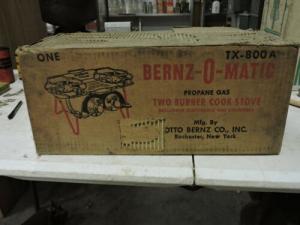 ONE
TX-800A
BERNZ-O-MATIC
PROPANE GAS
TWO BURNER COOK STOVE
Mfg. By
OTTO BERNZ CO., INC.
Rochester, New York